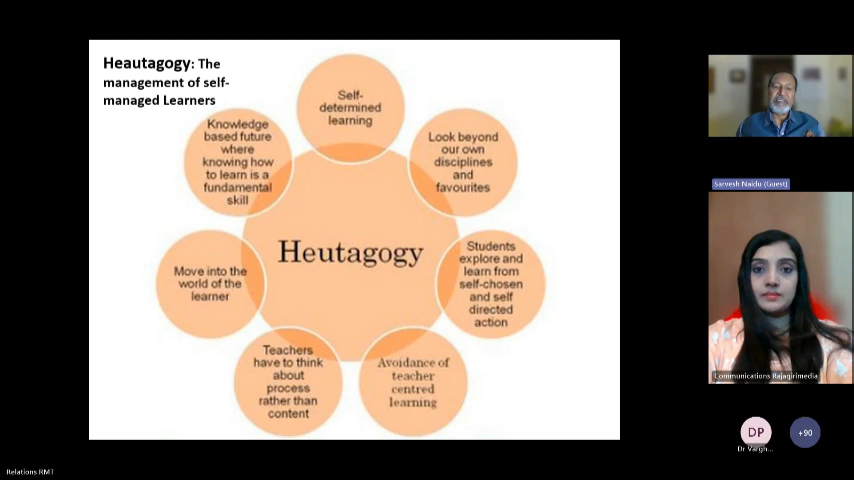 Heautagogy: The
management of self-
managed Learners
Self-
determined
learning
Look beyond
our own
disciplines
and
favourites
Students
explore and
learn from
self-chosen
and self
directed
action
Avoidance of
teacher
centred
learning
Teachers
have to think
about
process
rather than
content
Move into the
world of the
learner
Knowledge
based future
where
knowing how
to learn is a
fundamental
skill
Heutagogy
Sarvesh Naidu (Guest)
Communications Rajagirimedia
DP
+90
Dr Vargh...
Relations RMT